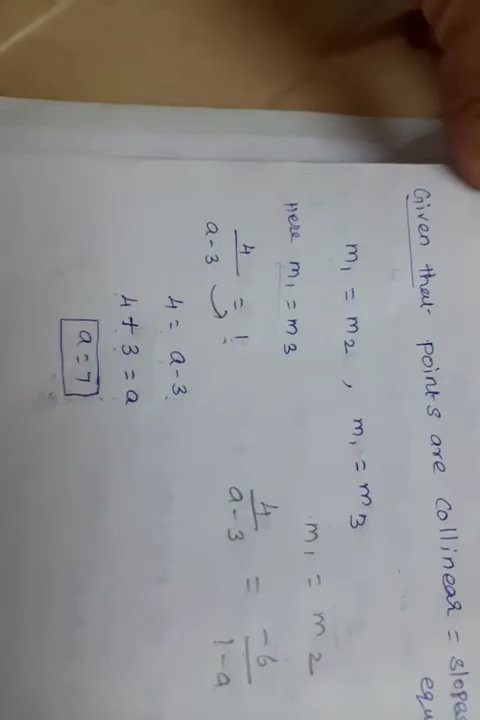 Given that points are collinear = slopes
equ
m₁ = m₂ , m₁ = m₃
Here m₁ = m₃
4/(a-3) = 1
4 = a-3
4+3 = a
a = 7
m₁ = m₂
4/(a-3) = -6/(1-a)